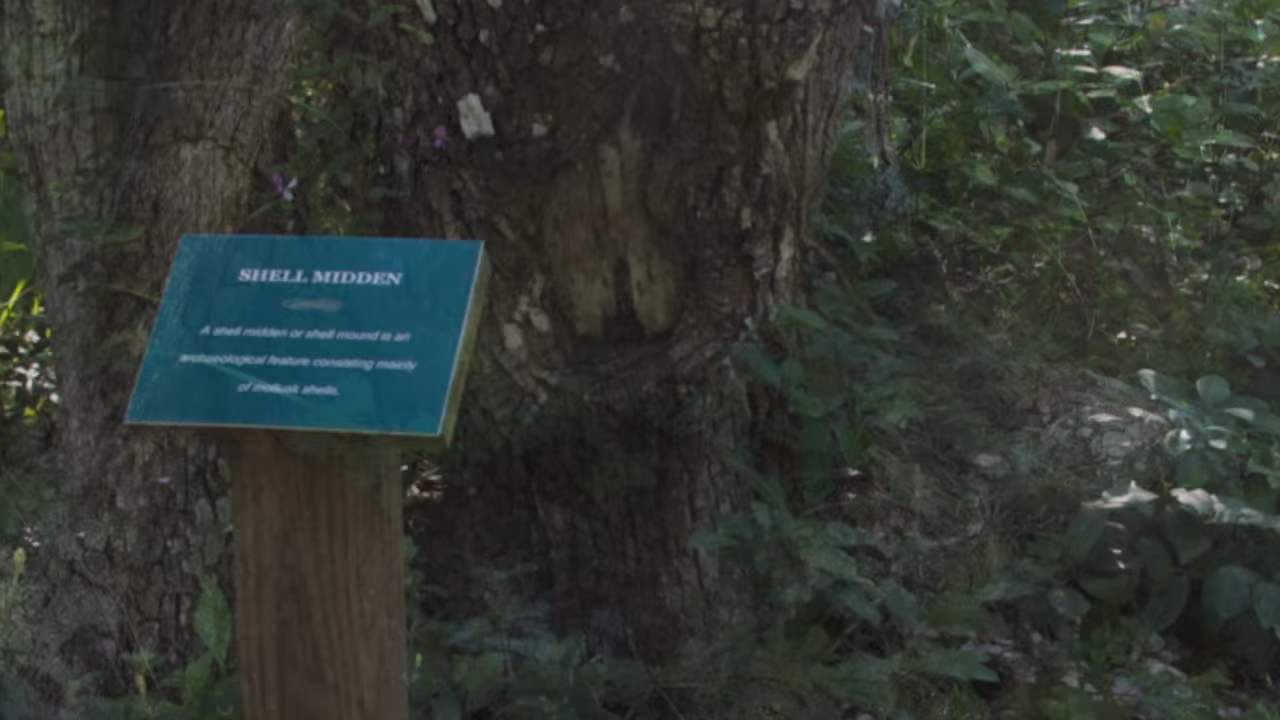 SHELL MIDDEN
A shell midden or shell mound is an
archaeological feature consisting mainly
of mollusk shells.